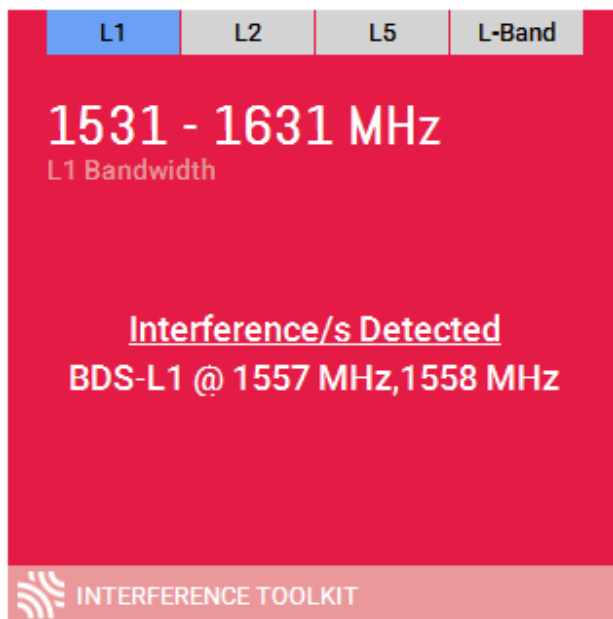 L1 L2 L5 L-Band
1531 - 1631 MHz
L1 Bandwidth
Interference/s Detected
BDS-L1 @ 1557 MHz,1558 MHz
INTERFERENCE TOOLKIT